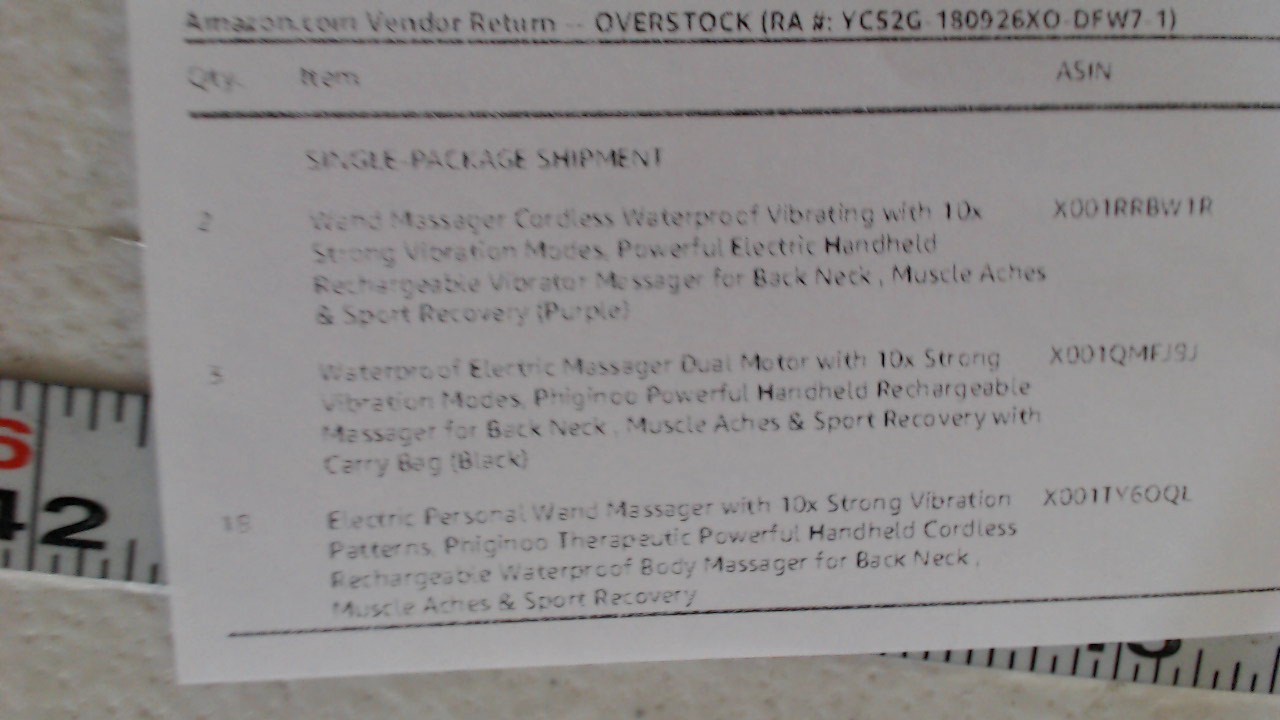 Amazon.com Vendor Return -- OVERSTOCK (RA #: YC52G-180926XO-DFW7-1)
Qty. Item ASIN
SINGLE-PACKAGE SHIPMENT
2 Wand Massager Cordless Waterproof Vibrating with 10x X001RRBW1R
Strong Vibration Modes, Powerful Electric Handheld
Rechargeable Vibrator Massager for Back Neck , Muscle Aches
& Sport Recovery (Purple)
3 Waterproof Electric Massager Dual Motor with 10x Strong X001QMFJ9J
Vibration Modes, Phiginoo Powerful Handheld Rechargeable
Massager for Back Neck , Muscle Aches & Sport Recovery with
Carry Bag (Black)
Electric Personal Wand Massager with 10x Strong Vibration X001TY6OQL
Patterns, Phiginoo Therapeutic Powerful Handheld Cordless
Rechargeable Waterproof Body Massager for Back Neck ,
Muscle Aches & Sport Recovery
6
42